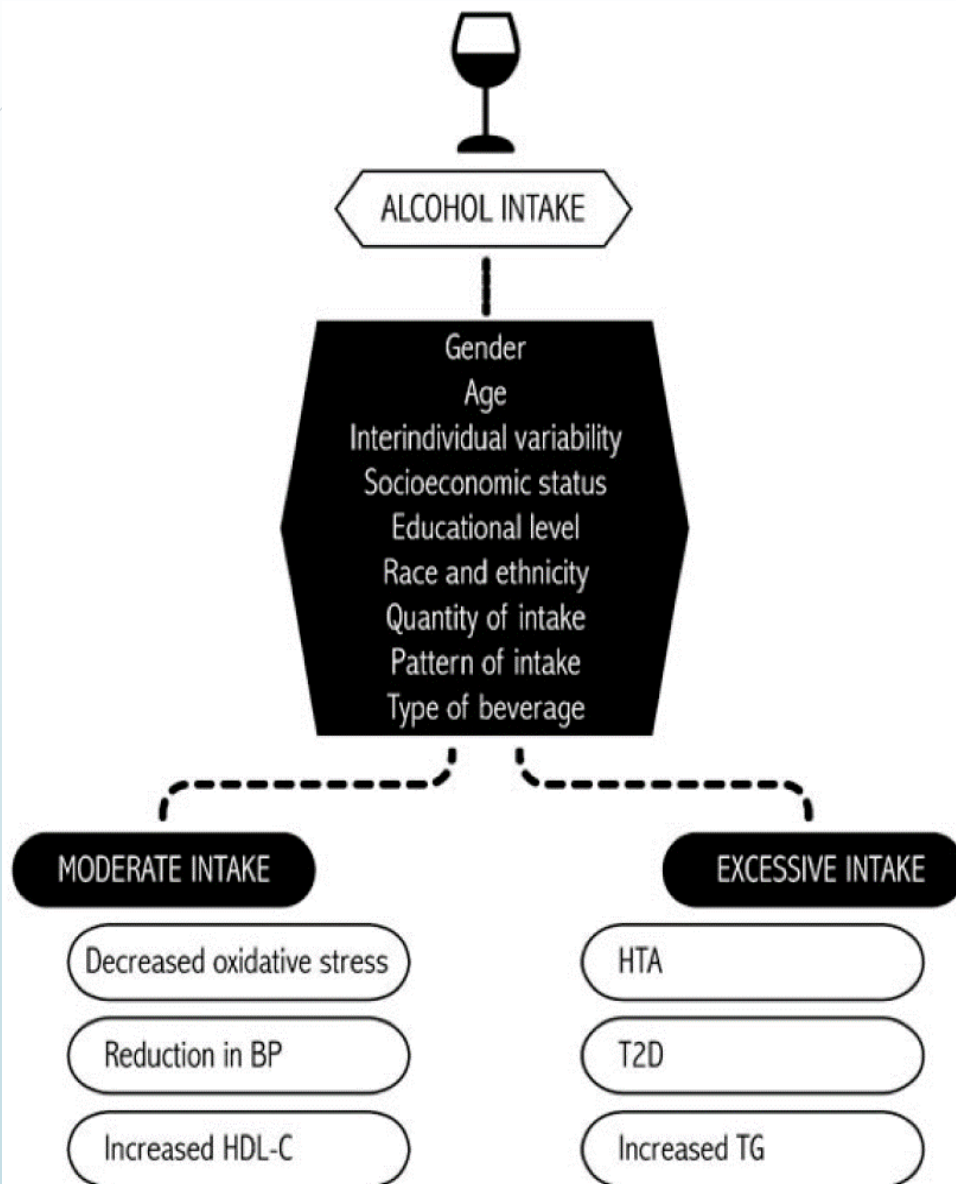 ALCOHOL INTAKE
Gender
Age
Interindividual variability
Socioeconomic status
Educational level
Race and ethnicity
Quantity of intake
Pattern of intake
Type of beverage
MODERATE INTAKE
Decreased oxidative stress
Reduction in BP
Increased HDL-C
EXCESSIVE INTAKE
HTA
T2D
Increased TG